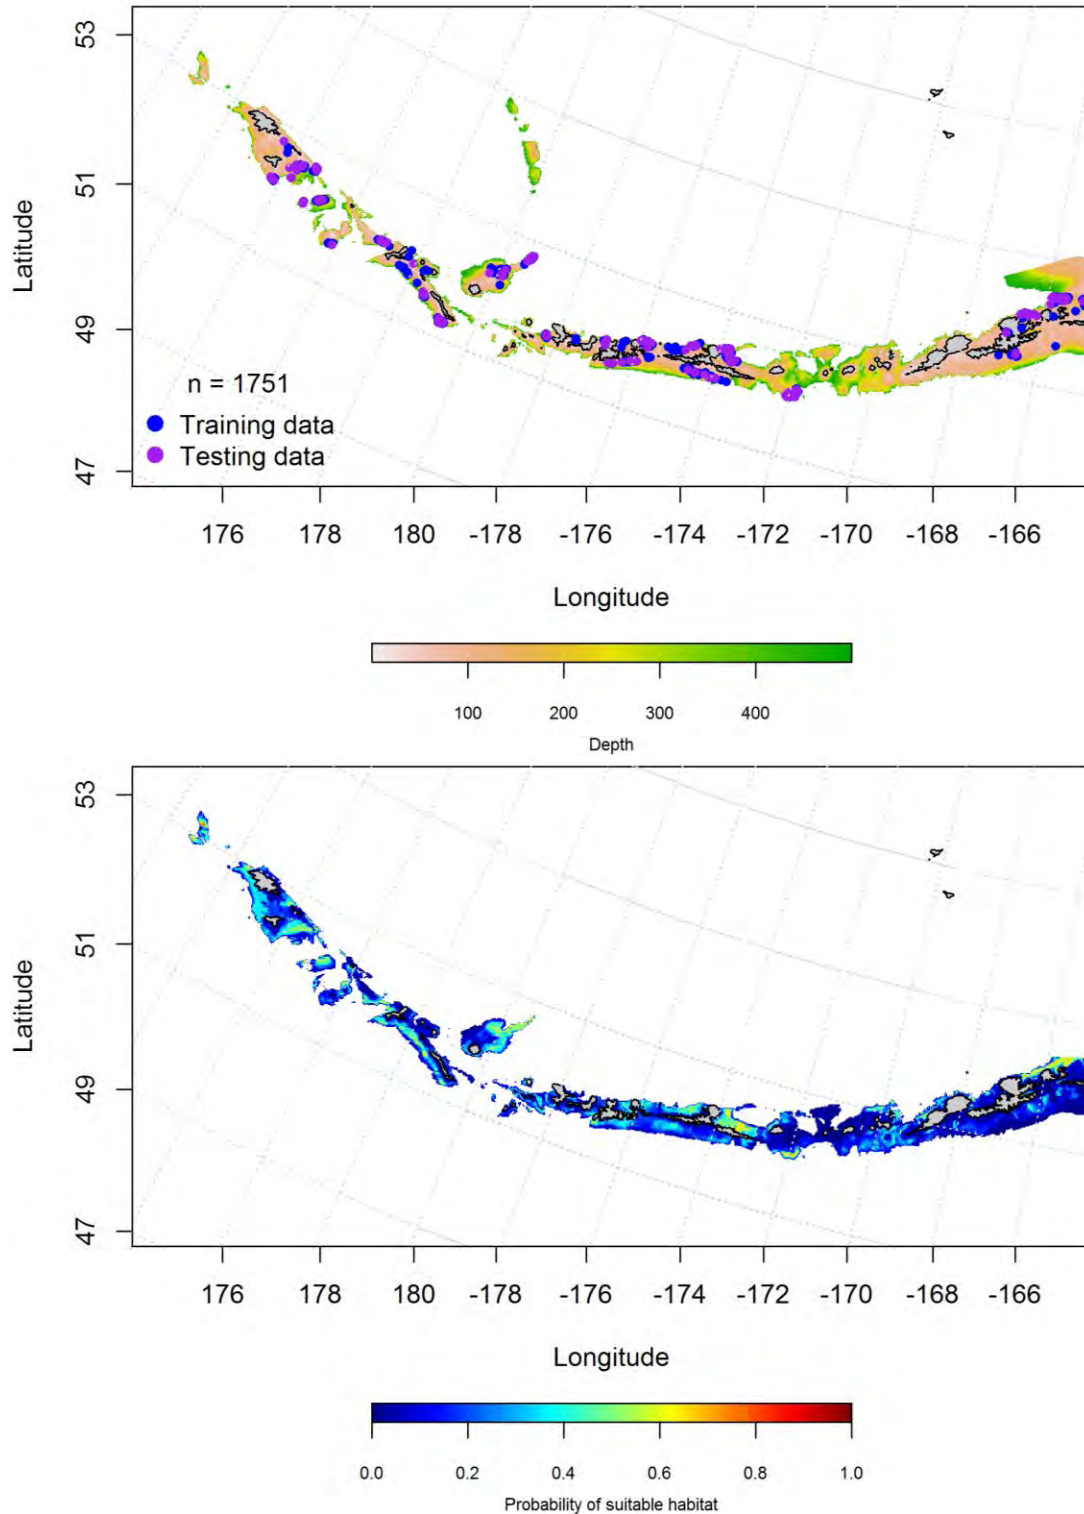 53
51
49
47
Latitude
n = 1751
Training data
Testing data
176 178 180 -178 -176 -174 -172 -170 -168 -166
Longitude
100 200 300 400
Depth
53
51
49
47
Latitude
176 178 180 -178 -176 -174 -172 -170 -168 -166
Longitude
0.0 0.2 0.4 0.6 0.8 1.0
Probability of suitable habitat